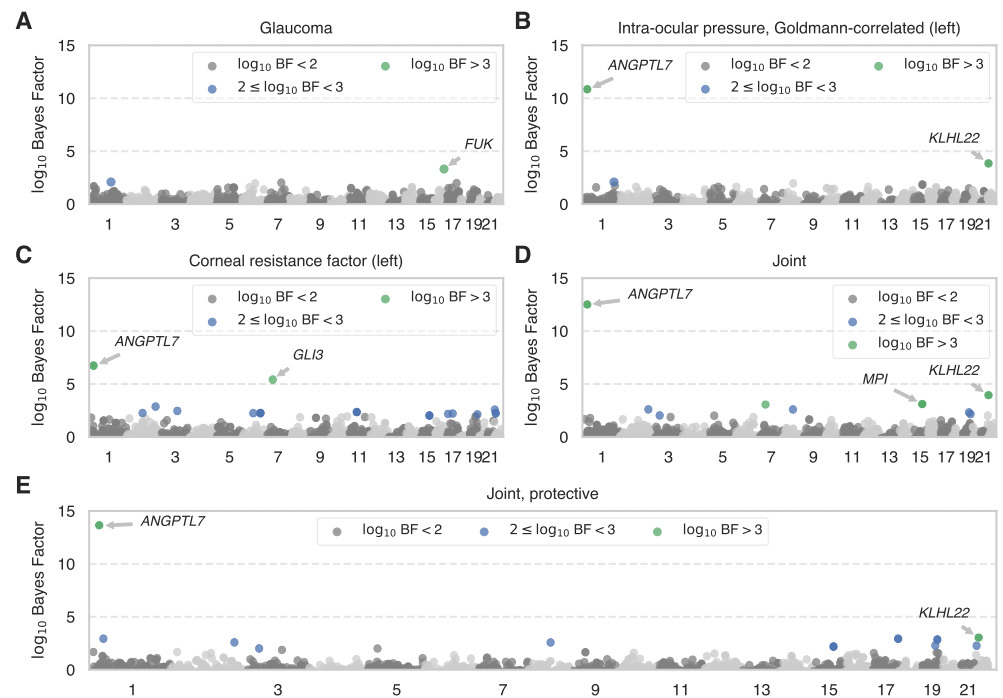 A
Glaucoma
log₁₀ Bayes Factor
15
10
5
0
log₁₀ BF < 2
2 ≤ log₁₀ BF < 3
log₁₀ BF > 3
FUK
1 3 5 7 9 11 13 15 17 19 21
B
Intra-ocular pressure, Goldmann-correlated (left)
log₁₀ Bayes Factor
15
10
5
0
ANGPTL7
log₁₀ BF < 2
2 ≤ log₁₀ BF < 3
log₁₀ BF > 3
KLHL22
1 3 5 7 9 11 13 15 17 19 21
C
Corneal resistance factor (left)
log₁₀ Bayes Factor
15
10
5
0
log₁₀ BF < 2
2 ≤ log₁₀ BF < 3
log₁₀ BF > 3
ANGPTL7
GLI3
1 3 5 7 9 11 13 15 17 19 21
D
Joint
log₁₀ Bayes Factor
15
10
5
0
ANGPTL7
log₁₀ BF < 2
2 ≤ log₁₀ BF < 3
log₁₀ BF > 3
MPI
KLHL22
1 3 5 7 9 11 13 15 17 19 21
E
Joint, protective
log₁₀ Bayes Factor
15
10
5
0
ANGPTL7
log₁₀ BF < 2
2 ≤ log₁₀ BF < 3
log₁₀ BF > 3
KLHL22
1 3 5 7 9 11 13 15 17 19 21